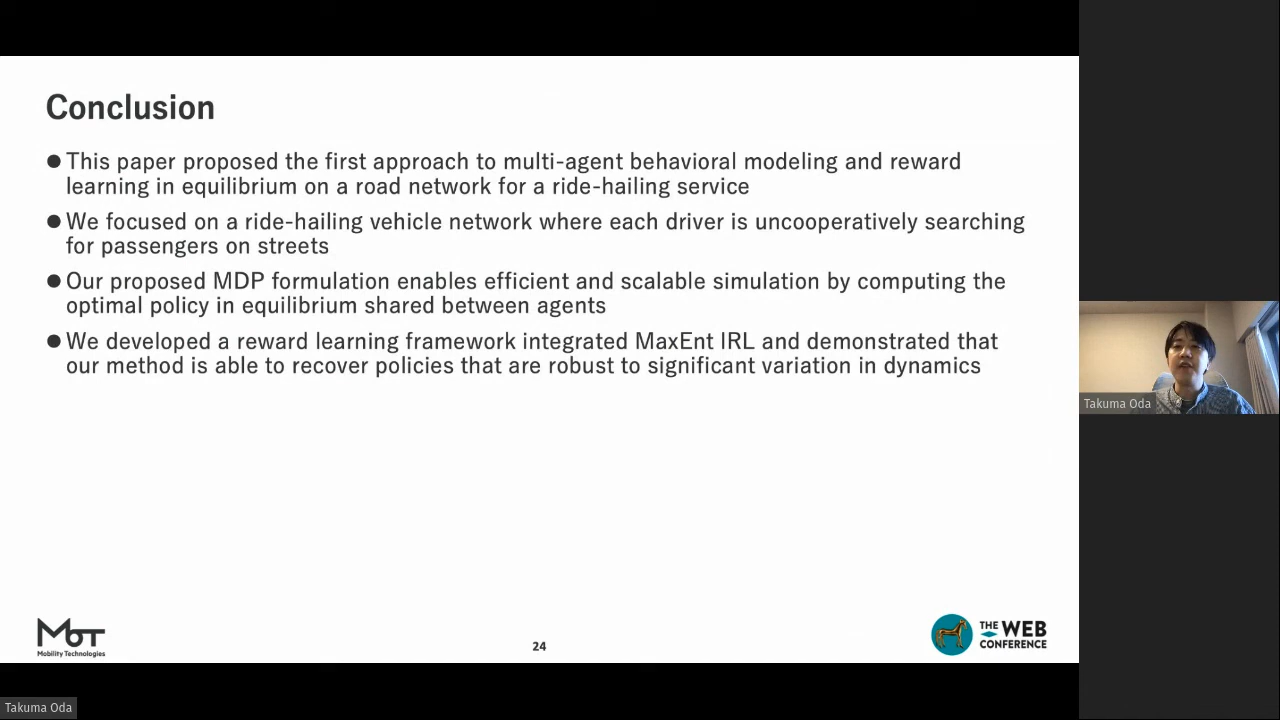 Conclusion
● This paper proposed the first approach to multi-agent behavioral modeling and reward
learning in equilibrium on a road network for a ride-hailing service
● We focused on a ride-hailing vehicle network where each driver is uncooperatively searching
for passengers on streets
● Our proposed MDP formulation enables efficient and scalable simulation by computing the
optimal policy in equilibrium shared between agents
● We developed a reward learning framework integrated MaxEnt IRL and demonstrated that
our method is able to recover policies that are robust to significant variation in dynamics
Takuma Oda
MoT
Mobility Technologies
24
THE WEB
CONFERENCE
Takuma Oda